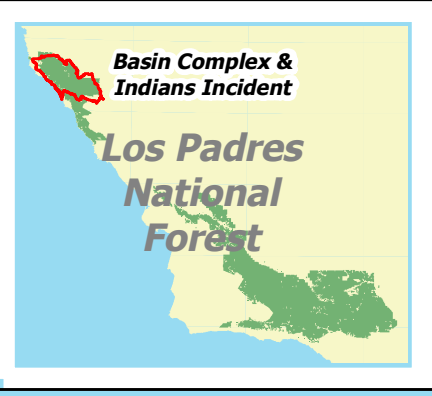 Basin Complex &
Indians Incident
Los Padres
National
Forest